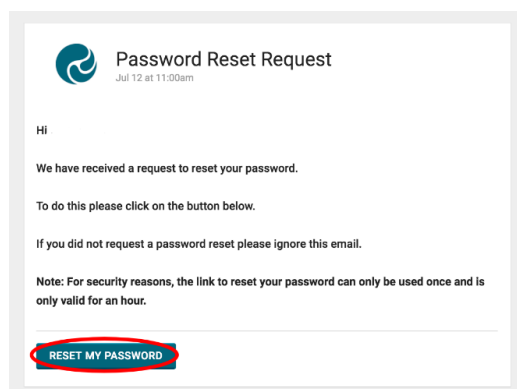 Password Reset Request
Jul 12 at 11:00am
Hi
We have received a request to reset your password.
To do this please click on the button below.
If you did not request a password reset please ignore this email.
Note: For security reasons, the link to reset your password can only be used once and is
only valid for an hour.
RESET MY PASSWORD